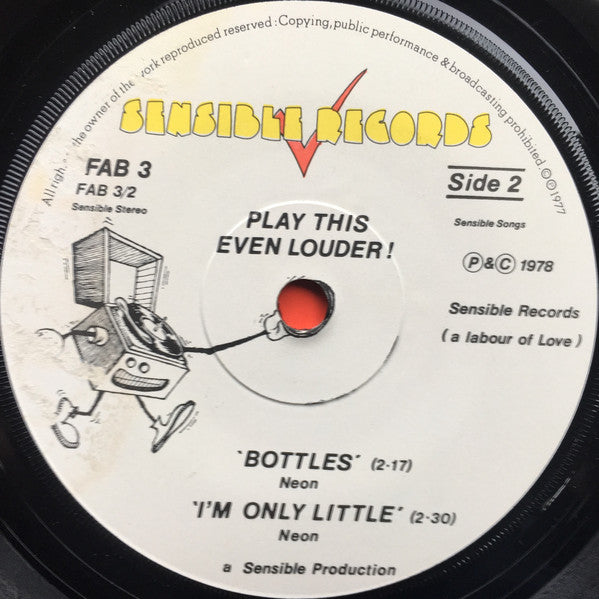 All rights the owner of the work reproduced reserved : Copying, public performance & broadcasting prohibited. ©℗1977
SENSIBLE RECORDS
FAB 3
FAB 3/2
Sensible Stereo
Side 2
PLAY THIS
EVEN LOUDER!
Sensible Songs
℗&© 1978
Sensible Records
(a labour of Love)
'BOTTLES' (2·17)
Neon
'I'M ONLY LITTLE' (2·30)
Neon
a Sensible Production